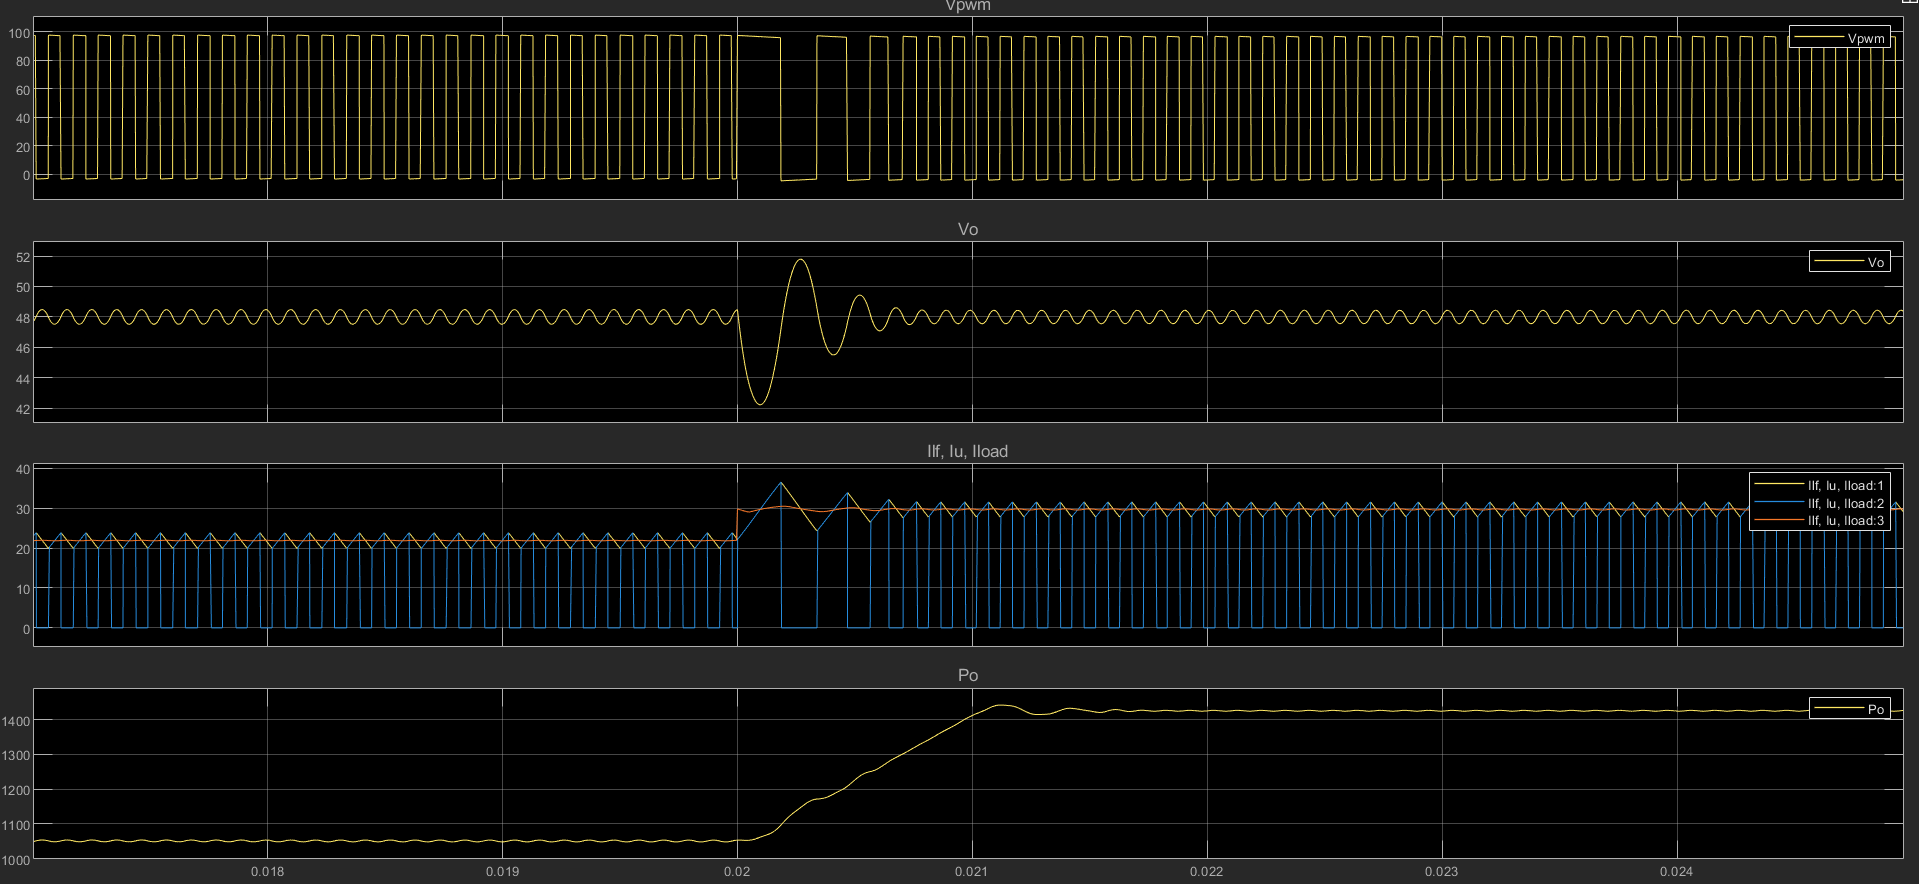 Vpwm
100
80
60
40
20
0
Vpwm
Vo
52
50
48
46
44
42
Vo
Ilf, Iu, Iload
40
30
20
10
0
Ilf, Iu, Iload:1
Ilf, Iu, Iload:2
Ilf, Iu, Iload:3
Po
1400
1300
1200
1100
1000
Po
0.018 0.019 0.02 0.021 0.022 0.023 0.024